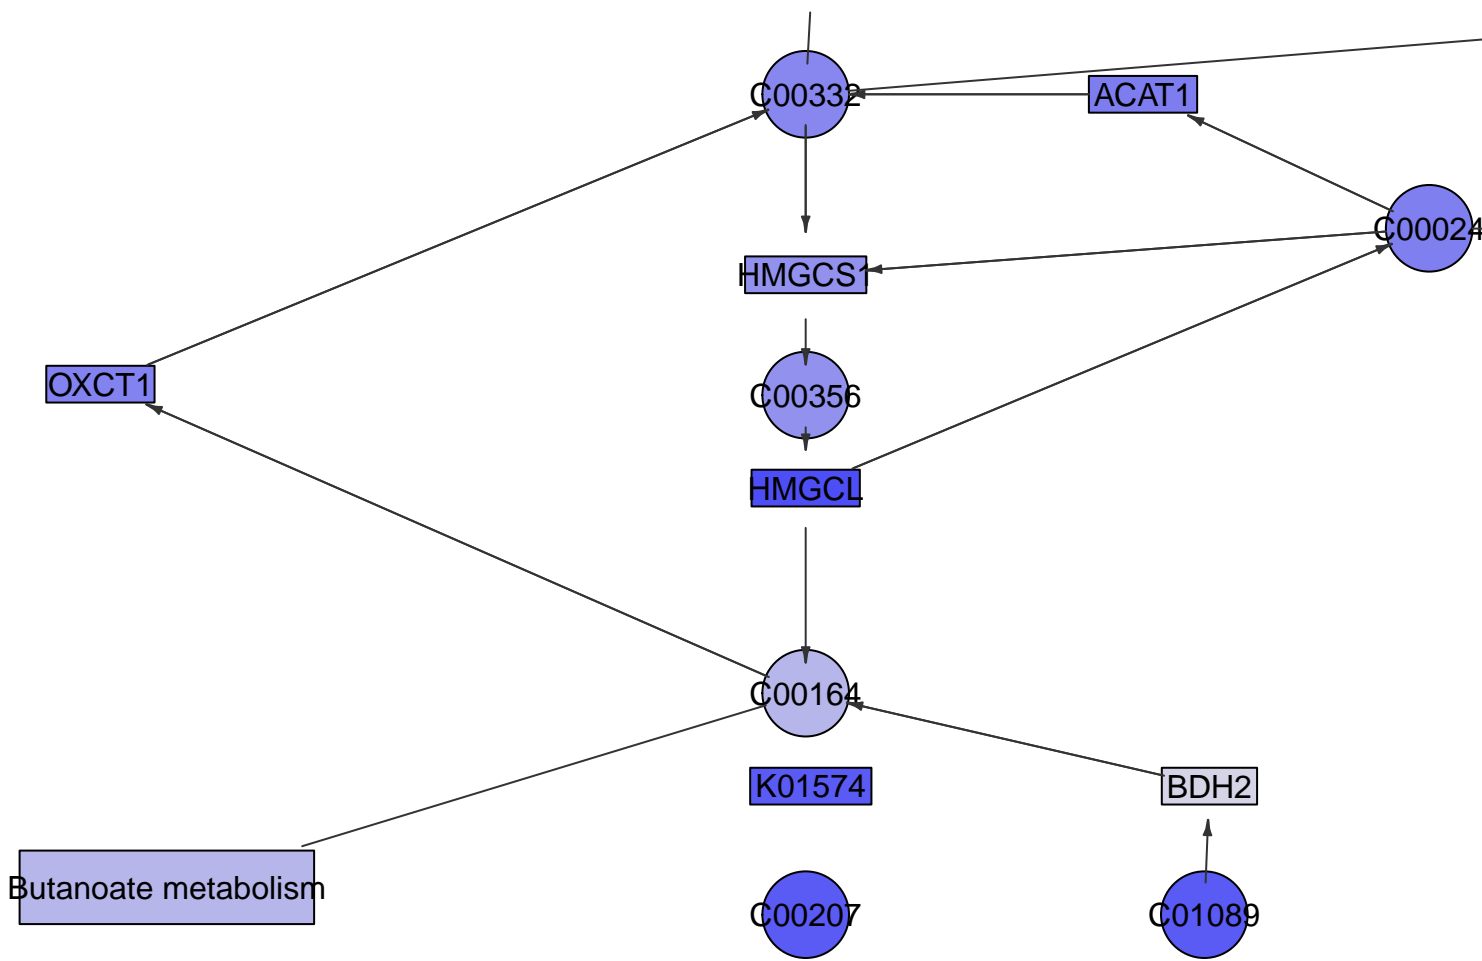 C00332
ACAT1
C00024
HMGCS1
OXCT1
C00356
HMGCL
C00164
K01574
BDH2
Butanoate metabolism
C00207
C01089